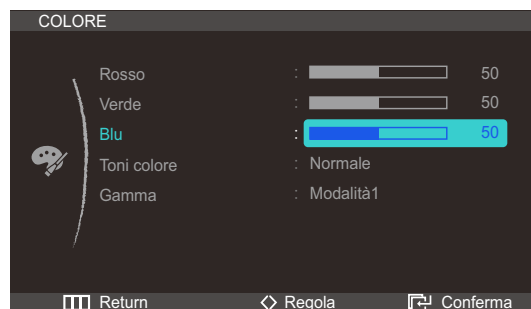 COLORE
Rosso : 50
Verde : 50
Blu : 50
Toni colore : Normale
Gamma : Modalità1
Return Regola Conferma